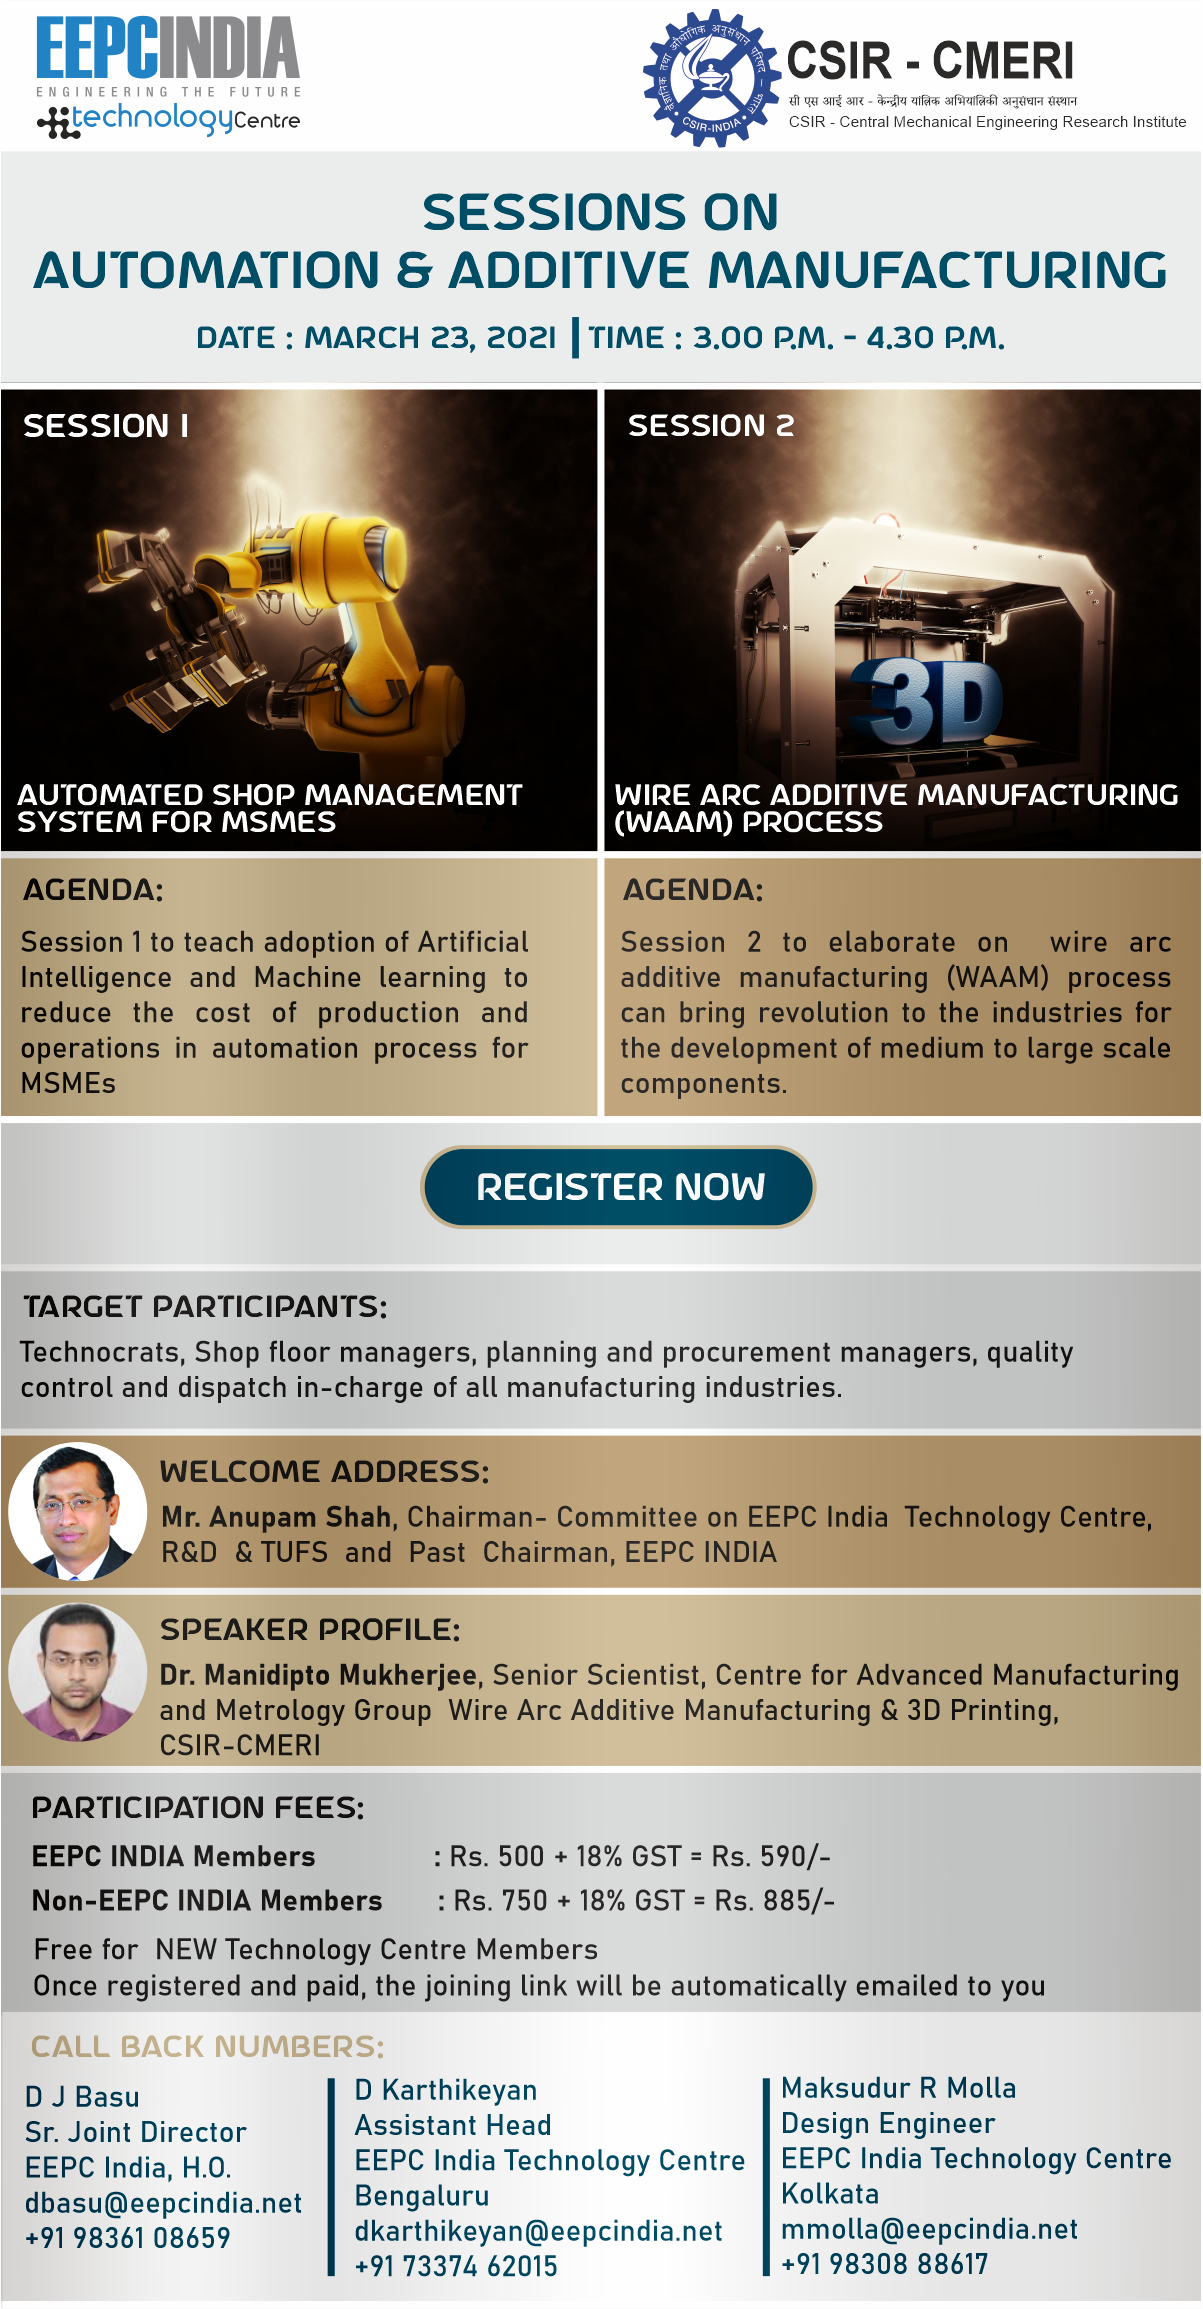 EEPCINDIA
ENGINEERING THE FUTURE
technologyCentre
वैज्ञानिक तथा औद्योगिक अनुसंधान परिषद - भारत
CSIR-INDIA
CSIR - CMERI
सी एस आई आर - केन्द्रीय यांत्रिक अभियांत्रिकी अनुसंधान संस्थान
CSIR - Central Mechanical Engineering Research Institute
SESSIONS ON
AUTOMATION & ADDITIVE MANUFACTURING
DATE : MARCH 23, 2021 | TIME : 3.00 P.M. - 4.30 P.M.
SESSION 1
AUTOMATED SHOP MANAGEMENT
SYSTEM FOR MSMES
SESSION 2
3D
WIRE ARC ADDITIVE MANUFACTURING
(WAAM) PROCESS
AGENDA:
Session 1 to teach adoption of Artificial
Intelligence and Machine learning to
reduce the cost of production and
operations in automation process for
MSMEs
AGENDA:
Session 2 to elaborate on wire arc
additive manufacturing (WAAM) process
can bring revolution to the industries for
the development of medium to large scale
components.
REGISTER NOW
TARGET PARTICIPANTS:
Technocrats, Shop floor managers, planning and procurement managers, quality
control and dispatch in-charge of all manufacturing industries.
WELCOME ADDRESS:
Mr. Anupam Shah, Chairman- Committee on EEPC India Technology Centre,
R&D & TUFS and Past Chairman, EEPC INDIA
SPEAKER PROFILE:
Dr. Manidipto Mukherjee, Senior Scientist, Centre for Advanced Manufacturing
and Metrology Group Wire Arc Additive Manufacturing & 3D Printing,
CSIR-CMERI
PARTICIPATION FEES:
EEPC INDIA Members : Rs. 500 + 18% GST = Rs. 590/-
Non-EEPC INDIA Members : Rs. 750 + 18% GST = Rs. 885/-
Free for NEW Technology Centre Members
Once registered and paid, the joining link will be automatically emailed to you
CALL BACK NUMBERS:
D J Basu
Sr. Joint Director
EEPC India, H.O.
dbasu@eepcindia.net
+91 98361 08659
D Karthikeyan
Assistant Head
EEPC India Technology Centre
Bengaluru
dkarthikeyan@eepcindia.net
+91 73374 62015
Maksudur R Molla
Design Engineer
EEPC India Technology Centre
Kolkata
mmolla@eepcindia.net
+91 98308 88617